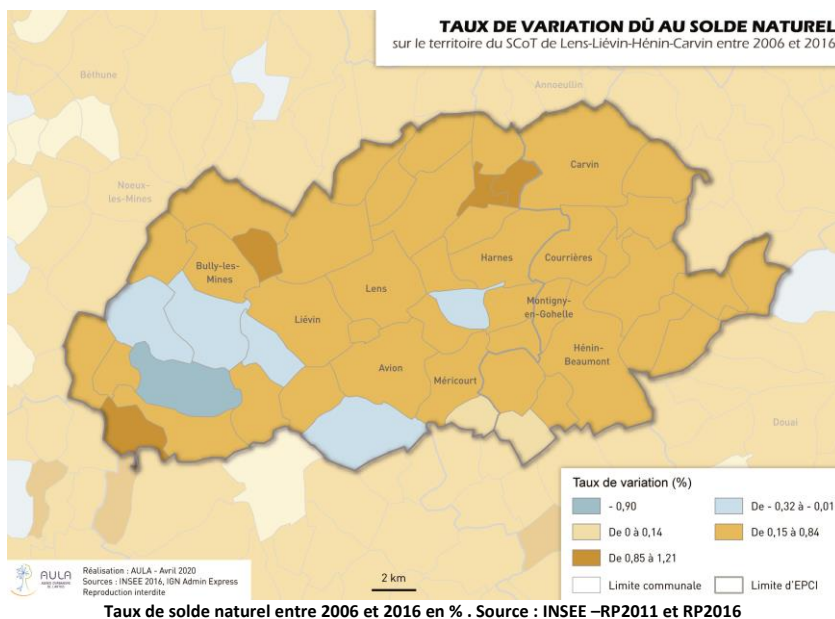 TAUX DE VARIATION DÛ AU SOLDE NATUREL
sur le territoire du SCoT de Lens-Liévin-Hénin-Carvin entre 2006 et 2016
Béthune
Annoeullin
Noeux-
les-Mines
Carvin
Bully-les-
Mines
Harnes
Courrières
Lens
Liévin
Montigny-
en-Gohelle
Hénin-
Beaumont
Avion
Méricourt
Douai
Taux de variation (%)
- 0,90
De - 0,32 à - 0,01
De 0 à 0,14
De 0,15 à 0,84
De 0,85 à 1,21
Limite communale
Limite d'EPCI
AULA
Réalisation : AULA - Avril 2020
Sources : INSEE 2016, IGN Admin Express
Reproduction interdite
2 km
Taux de solde naturel entre 2006 et 2016 en % . Source : INSEE –RP2011 et RP2016